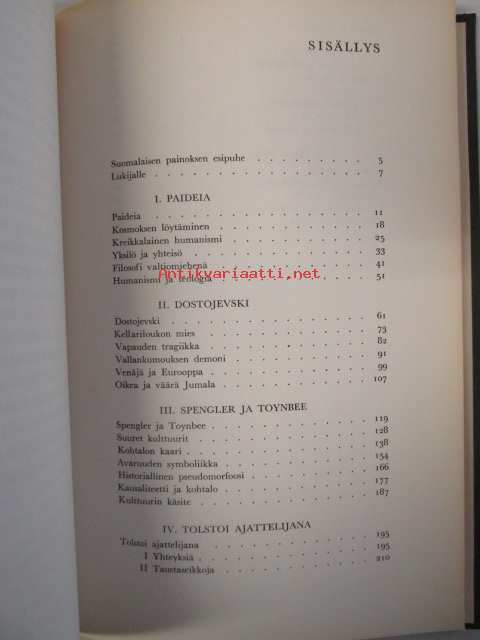 SISÄLLYS
Suomalaisen painoksen esipuhe . . . . . . . . . . 5
Lukijalle . . . . . . . . . . . . . . . . 7
I. PAIDEIA
Paideia . . . . . . . . . . . . . . . . 11
Kosmoksen löytäminen . . . . . . . . . . . . 18
Kreikkalainen humanismi . . . . . . . . . . . 25
Yksilö ja yhteisö . . . . . . . . . . . . . 33
Filosofi valtiomiehenä . . . . . . . . . . . . 41
Antikvariaatti.net
Humanismi ja teologia . . . . . . . . . . . . 51
II. DOSTOJEVSKI
Dostojevski . . . . . . . . . . . . . . . 61
Kellariloukon mies . . . . . . . . . . . . . 73
Vapauden tragiikka . . . . . . . . . . . . . 82
Vallankumouksen demoni . . . . . . . . . . . 91
Venäjä ja Eurooppa . . . . . . . . . . . . . 99
Oikea ja väärä Jumala . . . . . . . . . . . . 107
III. SPENGLER JA TOYNBEE
Spengler ja Toynbee . . . . . . . . . . . . 119
Suuret kulttuurit . . . . . . . . . . . . . 128
Kohtalon kaari . . . . . . . . . . . . . . 138
Avaruuden symboliikka . . . . . . . . . . . . 154
Historiallinen pseudomorfoosi . . . . . . . . . . 166
Kausaliteetti ja kohtalo . . . . . . . . . . . . 177
Kulttuurin käsite . . . . . . . . . . . . . 187
IV. TOLSTOI AJATTELIJANA
Tolstoi ajattelijana . . . . . . . . . . . . . 195
I Yhteyksiä . . . . . . . . . . . . . . 195
II Taustaseikkoja . . . . . . . . . . . . . 210